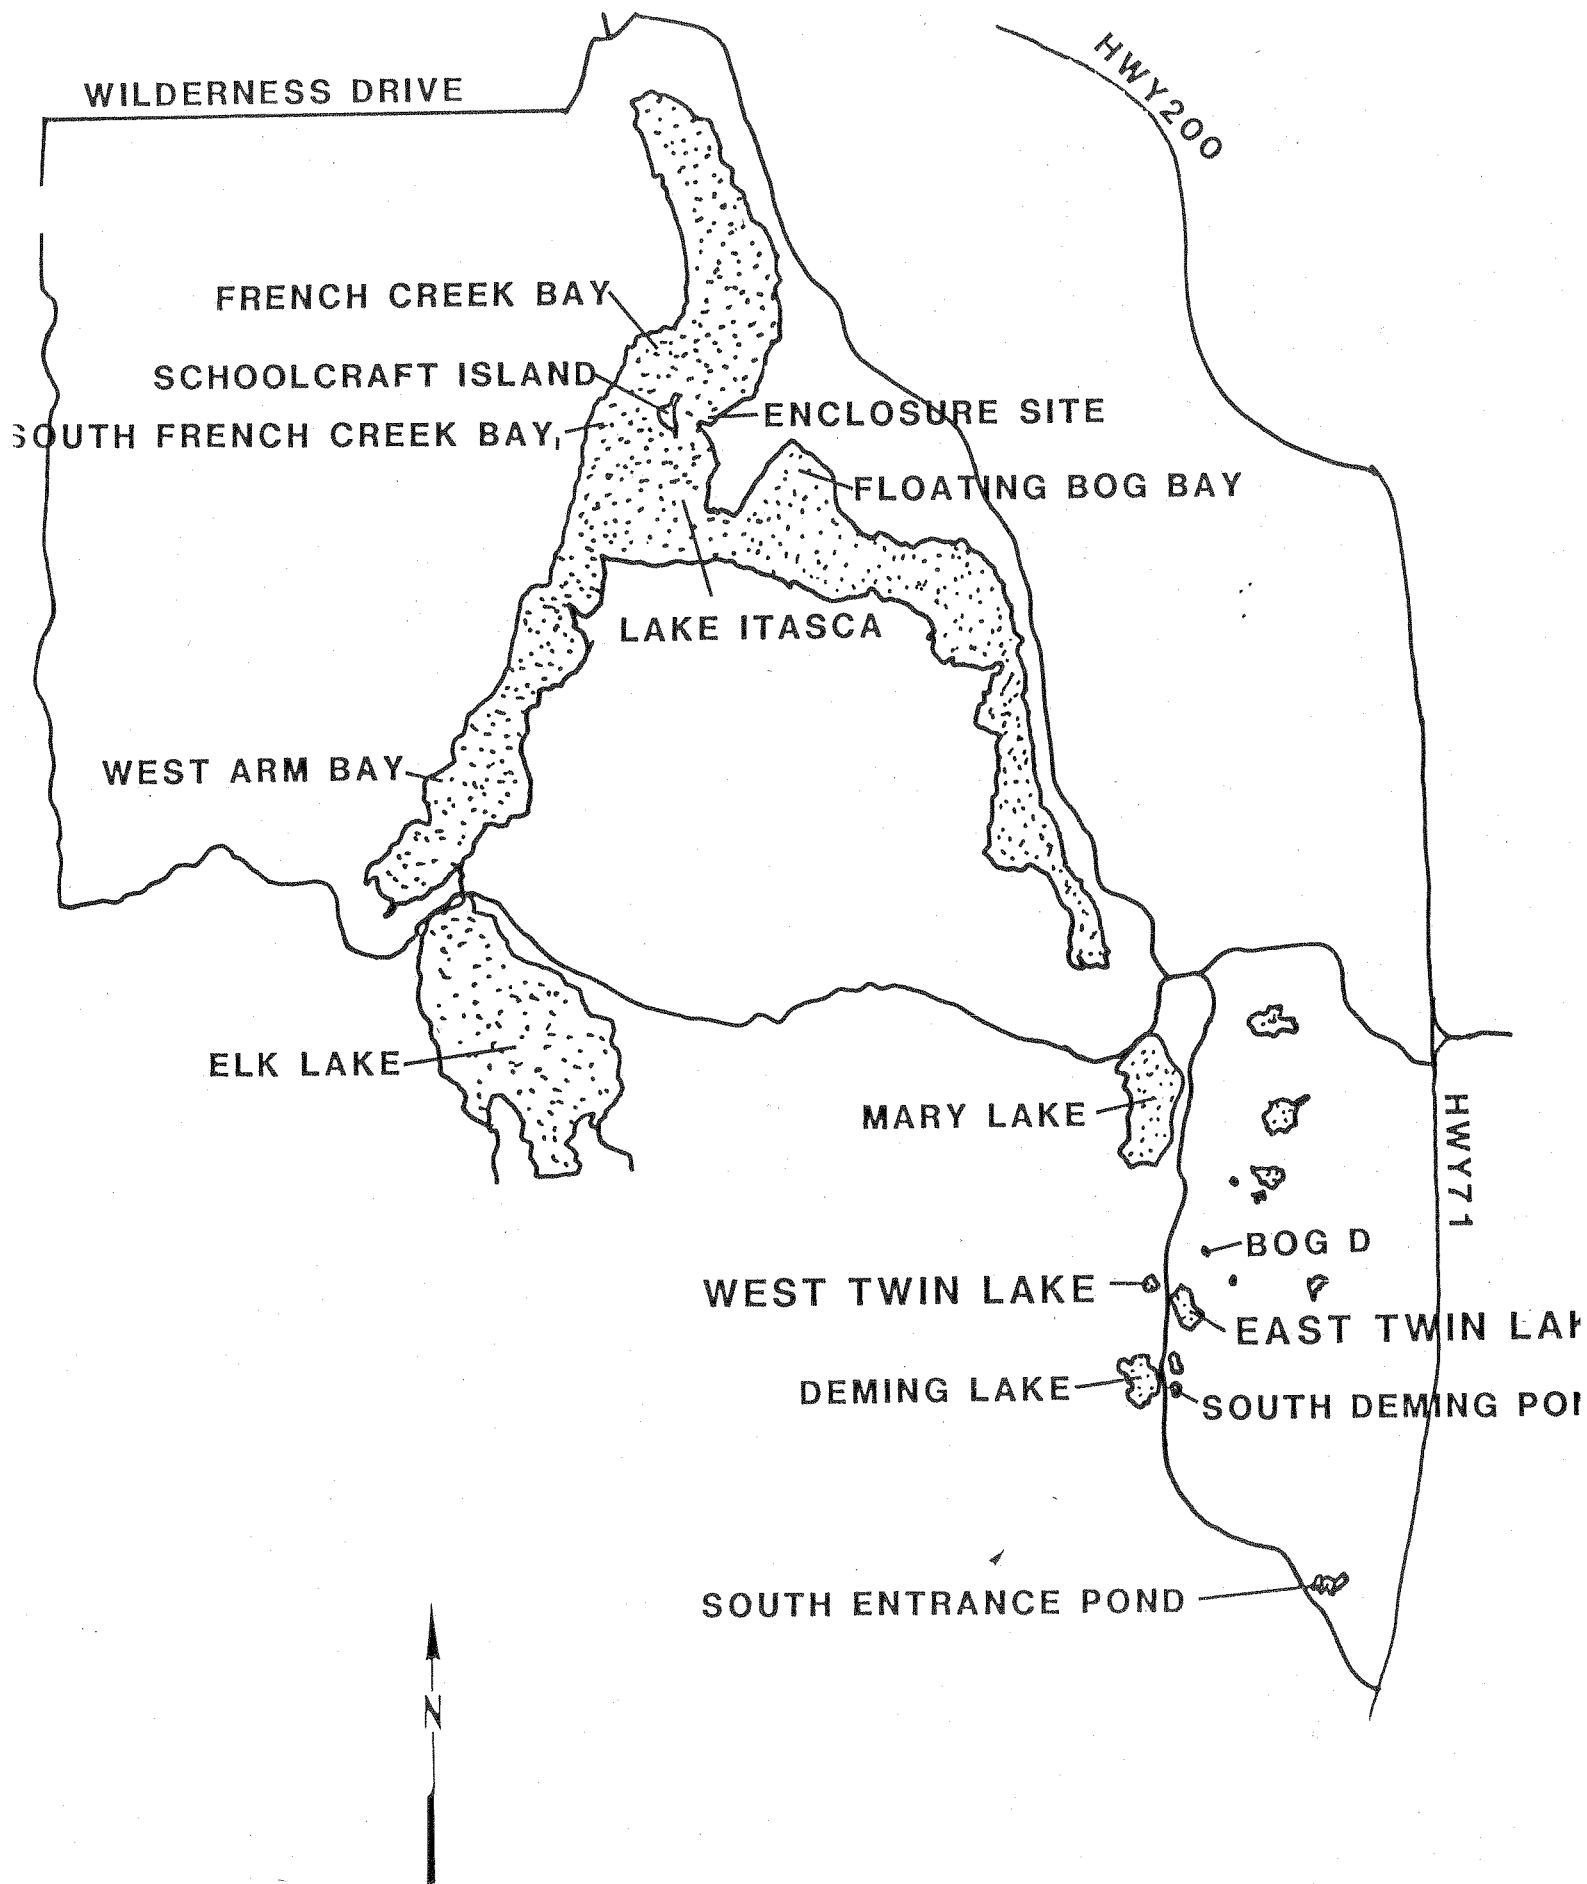 WILDERNESS DRIVE
HWY200
FRENCH CREEK BAY
SCHOOLCRAFT ISLAND
ENCLOSURE SITE
SOUTH FRENCH CREEK BAY
FLOATING BOG BAY
LAKE ITASCA
WEST ARM BAY
ELK LAKE
MARY LAKE
HWY71
BOG D
WEST TWIN LAKE
EAST TWIN LA
DEMING LAKE
SOUTH DEMING PO
SOUTH ENTRANCE POND
N